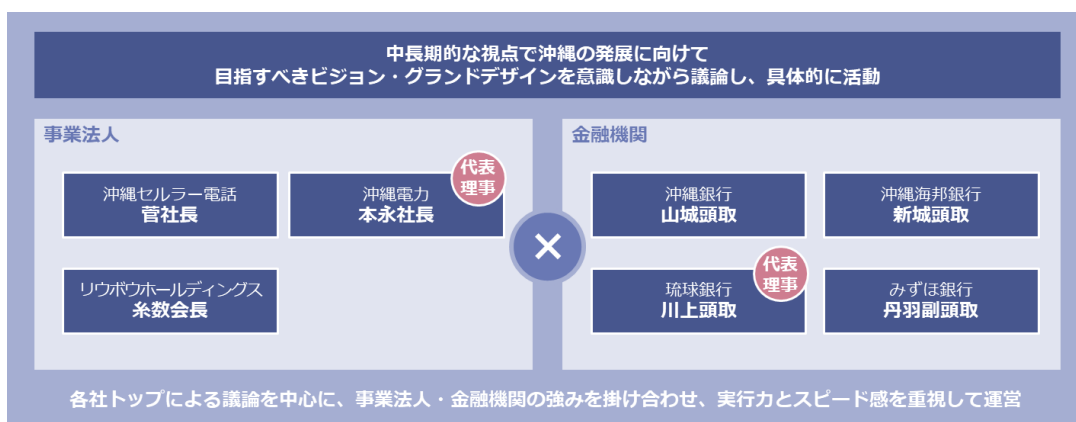 中長期的な視点で沖縄の発展に向けて
目指すべきビジョン・グランドデザインを意識しながら議論し、具体的に活動
事業法人
沖縄セルラー電話
菅社長
沖縄電力
本永社長
代表
理事
リウボウホールディングス
糸数会長
×
金融機関
沖縄銀行
山城頭取
沖縄海邦銀行
新城頭取
琉球銀行
川上頭取
代表
理事
みずほ銀行
丹羽副頭取
各社トップによる議論を中心に、事業法人・金融機関の強みを掛け合わせ、実行力とスピード感を重視して運営